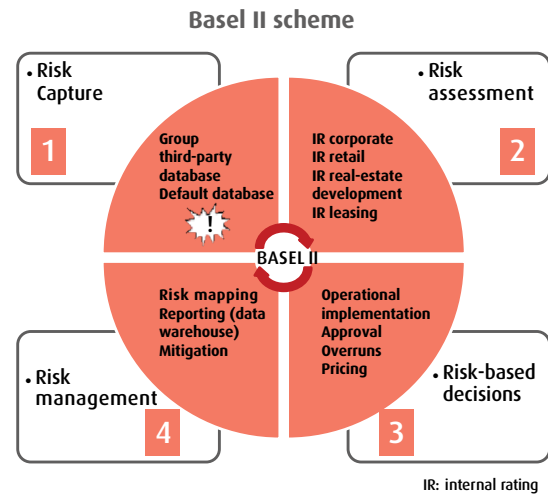 Basel II scheme
• Risk
Capture
1
Group
third-party
database
Default database
!
• Risk
assessment
2
IR corporate
IR retail
IR real-estate
development
IR leasing
BASEL II
Risk mapping
Reporting (data
warehouse)
Mitigation
• Risk
management
4
Operational
implementation
Approval
Overruns
Pricing
• Risk-based
decisions
3
IR: internal rating